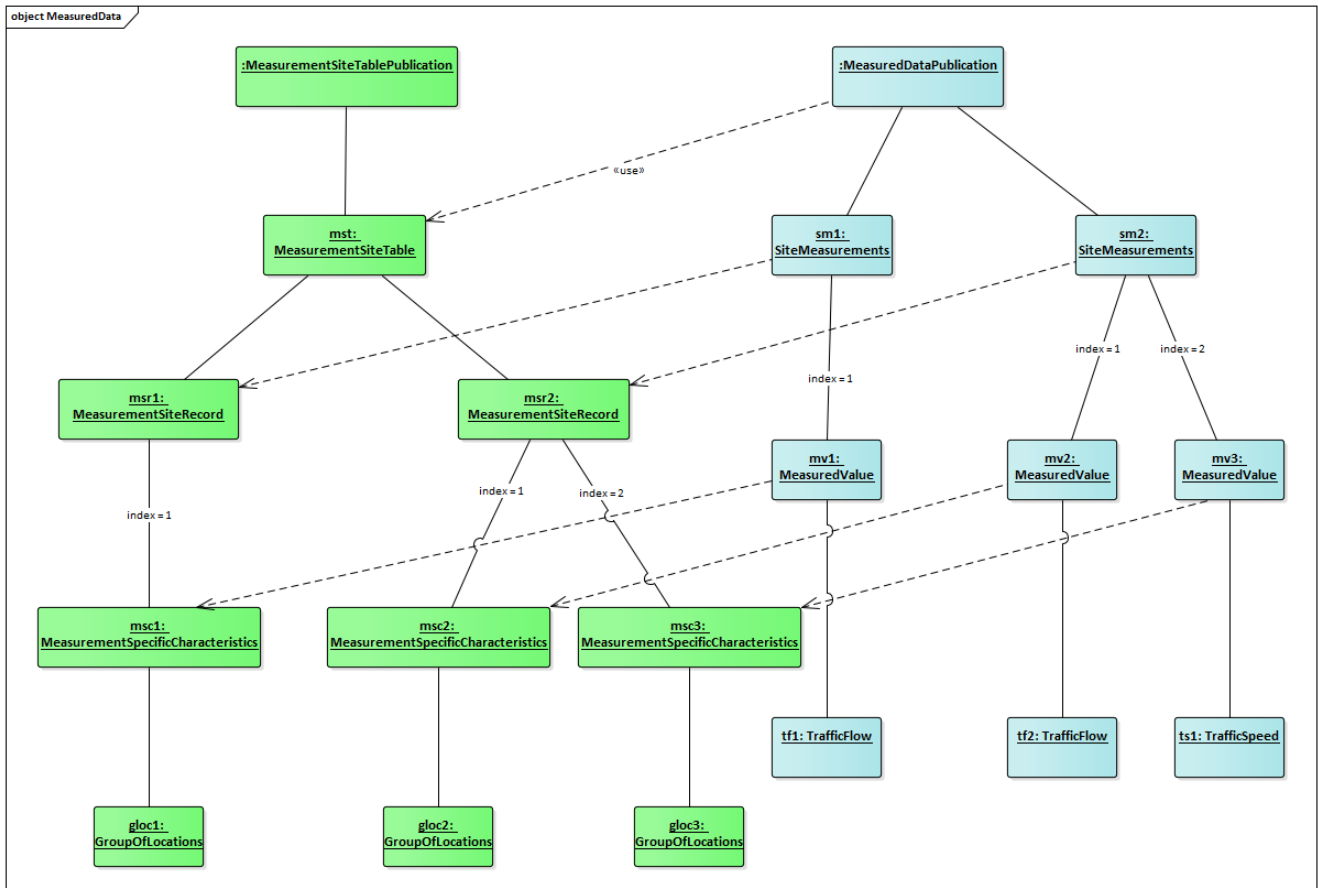 object MeasuredData
:MeasurementSiteTablePublication
:MeasuredDataPublication
«use»
mst:
MeasurementSiteTable
sm1:
SiteMeasurements
sm2:
SiteMeasurements
index = 1
index = 2
index = 1
msr1:
MeasurementSiteRecord
msr2:
MeasurementSiteRecord
mv1:
MeasuredValue
mv2:
MeasuredValue
mv3:
MeasuredValue
index = 1
index = 2
index = 1
msc1:
MeasurementSpecificCharacteristics
msc2:
MeasurementSpecificCharacteristics
msc3:
MeasurementSpecificCharacteristics
tf1: TrafficFlow
tf2: TrafficFlow
ts1: TrafficSpeed
gloc1:
GroupOfLocations
gloc2:
GroupOfLocations
gloc3:
GroupOfLocations